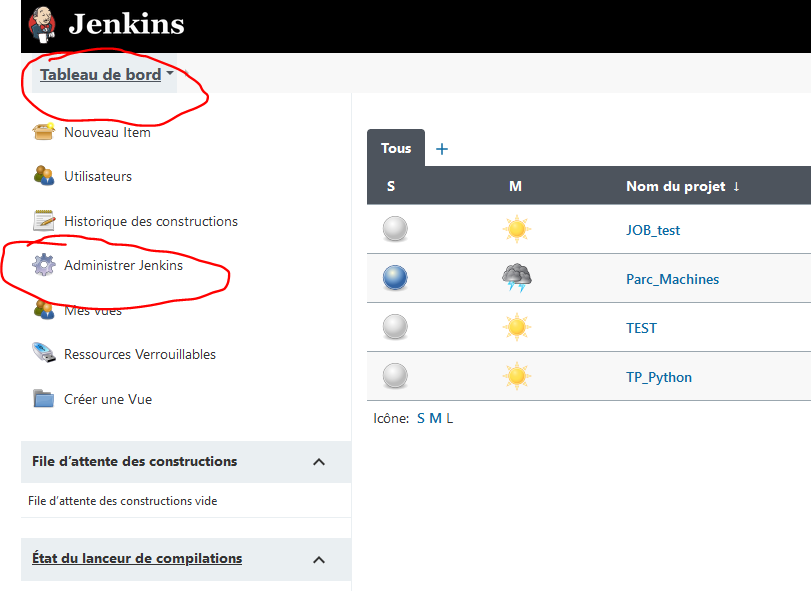 Jenkins
Tableau de bord
Nouveau Item
Utilisateurs
Historique des constructions
Administrer Jenkins
Mes vues
Ressources Verrouillables
Créer une Vue
File d'attente des constructions
File d'attente des constructions vide
État du lanceur de compilations
Tous +
S M Nom du projet ↓
JOB_test
Parc_Machines
TEST
TP_Python
Icône: S M L